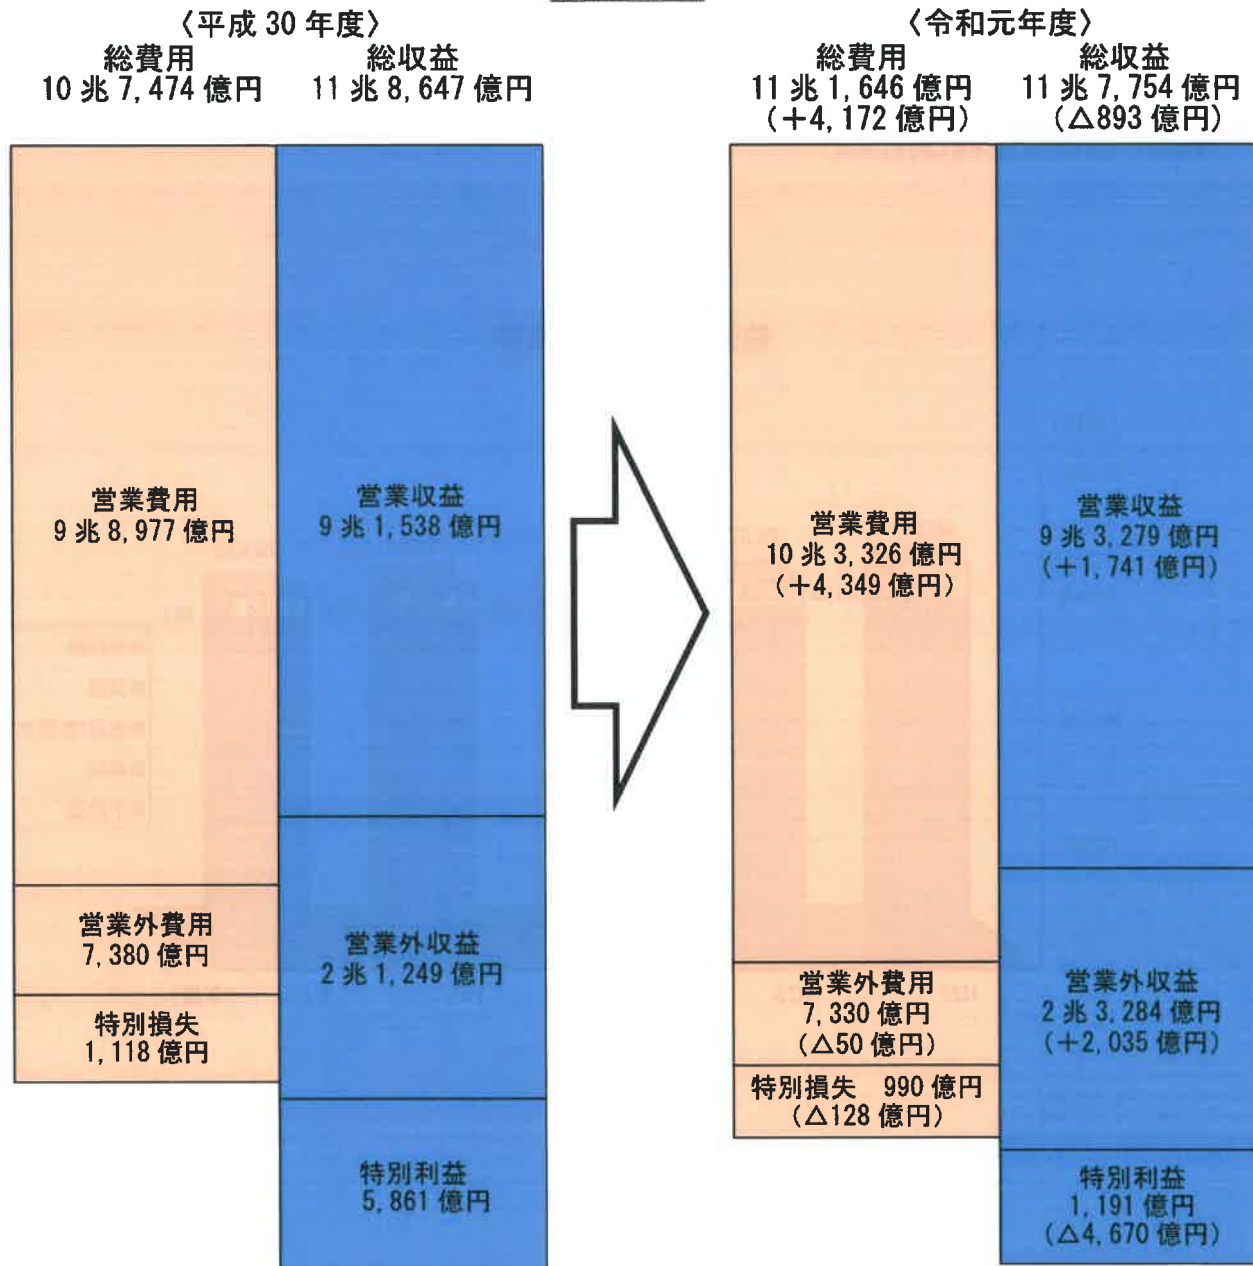 〈平成 30 年度〉
総費用
10 兆 7,474 億円
総収益
11 兆 8,647 億円
営業費用
9 兆 8,977 億円
営業外費用
7,380 億円
特別損失
1,118 億円
営業収益
9 兆 1,538 億円
営業外収益
2 兆 1,249 億円
特別利益
5,861 億円
〈令和元年度〉
総費用
11 兆 1,646 億円
(+4,172 億円)
総収益
11 兆 7,754 億円
(△893 億円)
営業費用
10 兆 3,326 億円
(+4,349 億円)
営業外費用
7,330 億円
(△50 億円)
特別損失 990 億円
(△128 億円)
営業収益
9 兆 3,279 億円
(+1,741 億円)
営業外収益
2 兆 3,284 億円
(+2,035 億円)
特別利益
1,191 億円
(△4,670 億円)